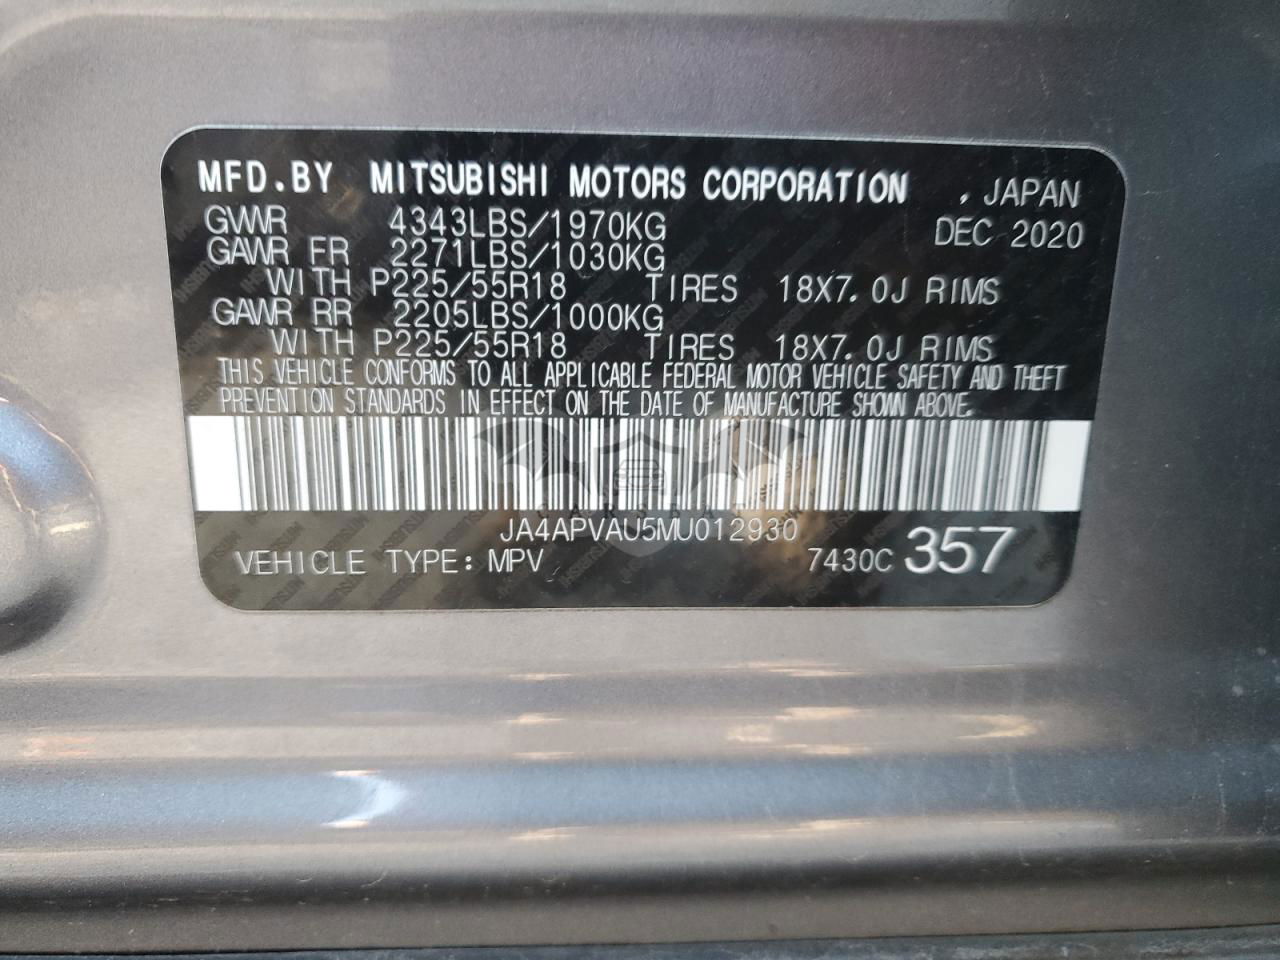 MFD.BY MITSUBISHI MOTORS CORPORATION , JAPAN
GVWR 4343LBS/1970KG DEC 2020
GAWR FR 2271LBS/1030KG
WITH P225/55R18 TIRES 18X7.0J RIMS
GAWR RR 2205LBS/1000KG
WITH P225/55R18 TIRES 18X7.0J RIMS
THIS VEHICLE CONFORMS TO ALL APPLICABLE FEDERAL MOTOR VEHICLE SAFETY AND THEFT
PREVENTION STANDARDS IN EFFECT ON THE DATE OF MANUFACTURE SHOWN ABOVE.
JA4APVAU5MU012930
VEHICLE TYPE: MPV 7430C 357